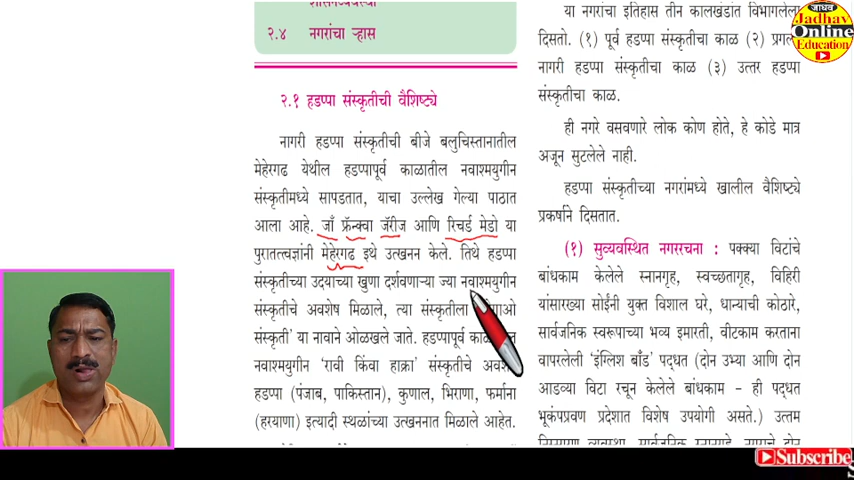 २.४ नगरांचा ऱ्हास
२.१ हडप्पा संस्कृतीची वैशिष्ट्ये
नागरी हडप्पा संस्कृतीची बीजे बलुचिस्तानातील
मेहेरगढ येथील हडप्पापूर्व काळातील नवाश्मयुगीन
संस्कृतीमध्ये सापडतात, याचा उल्लेख गेल्या पाठात
आला आहे. जाँ फ्रॅन्क्वा जॅरीज आणि रिचर्ड मेडो या
पुरातत्त्वज्ञांनी मेहेरगढ इथे उत्खनन केले. तिथे हडप्पा
संस्कृतीच्या उदयाच्या खुणा दर्शवणाऱ्या ज्या नवाश्मयुगीन
संस्कृतीचे अवशेष मिळाले, त्या संस्कृतीला
संस्कृती' या नावाने ओळखले जाते. हडप्पापूर्व
नवाश्मयुगीन 'रावी किंवा हाक्रा' संस्कृतीचे
हडप्पा (पंजाब, पाकिस्तान), कुणाल, भिराणा, फर्माना
(हरयाणा) इत्यादी स्थळांच्या उत्खननात मिळाले आहेत.
या नगरांचा इतिहास तीन कालखंडांत विभागलेला
दिसतो. (१) पूर्व हडप्पा संस्कृतीचा काळ (२)
नागरी हडप्पा संस्कृतीचा काळ (३) उत्तर हडप्पा
संस्कृतीचा काळ.
ही नगरे वसवणारे लोक कोण होते, हे कोडे मात्र
अजून सुटलेले नाही.
हडप्पा संस्कृतीच्या नगरांमध्ये खालील वैशिष्ट्ये
प्रकर्षाने दिसतात.
(१) सुव्यवस्थित नगररचना : पक्क्या विटांचे
बांधकाम केलेले स्नानगृह, स्वच्छतागृह, विहिरी
यांसारख्या सोईंनी युक्त विशाल घरे, धान्याची कोठारे,
सार्वजनिक स्वरूपाच्या भव्य इमारती, वीटकाम करताना
वापरलेली 'इंग्लिश बाँड' पद्धत (दोन उभ्या आणि दोन
आडव्या विटा रचून केलेले बांधकाम - ही पद्धत
भूकंपप्रवण प्रदेशात विशेष उपयोगी असते.) उत्तम
जाधव
Jadhav
Online
Education
Subscribe